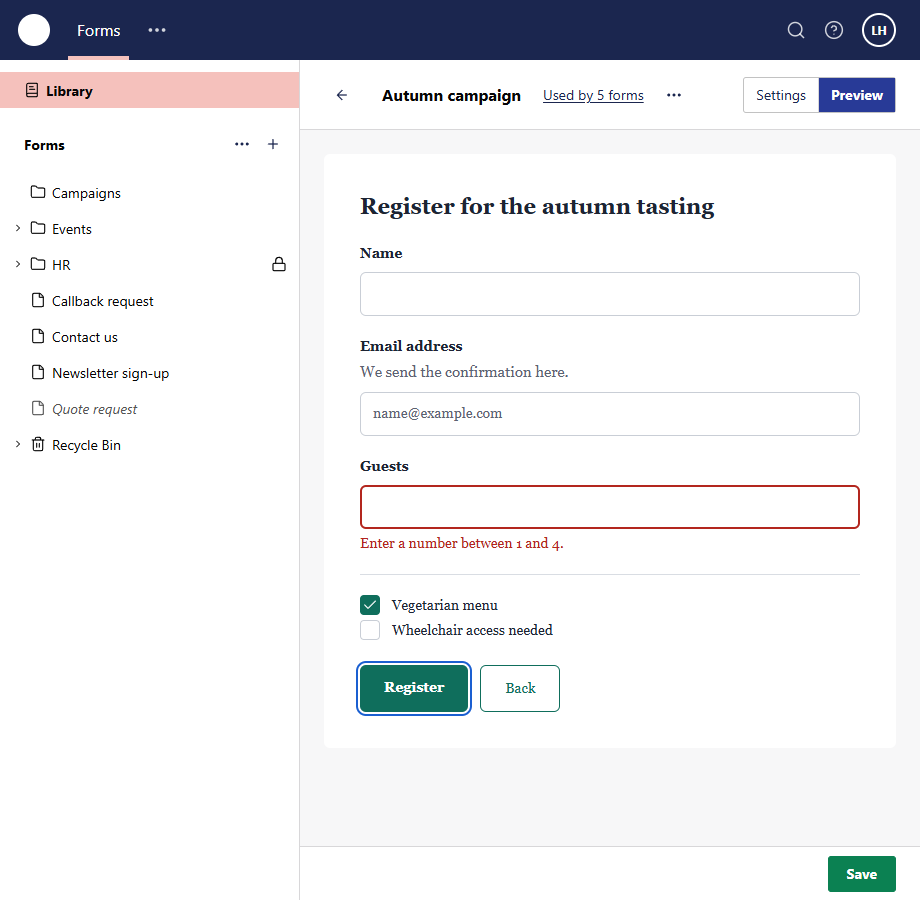 Forms
LH
Library
Forms
Campaigns
Events
HR
Callback request
Contact us
Newsletter sign-up
Quote request
Recycle Bin
Autumn campaign
Used by 5 forms
Settings
Preview
Register for the autumn tasting
Name
Email address
We send the confirmation here.
name@example.com
Guests
Enter a number between 1 and 4.
Vegetarian menu
Wheelchair access needed
Register
Back
Save